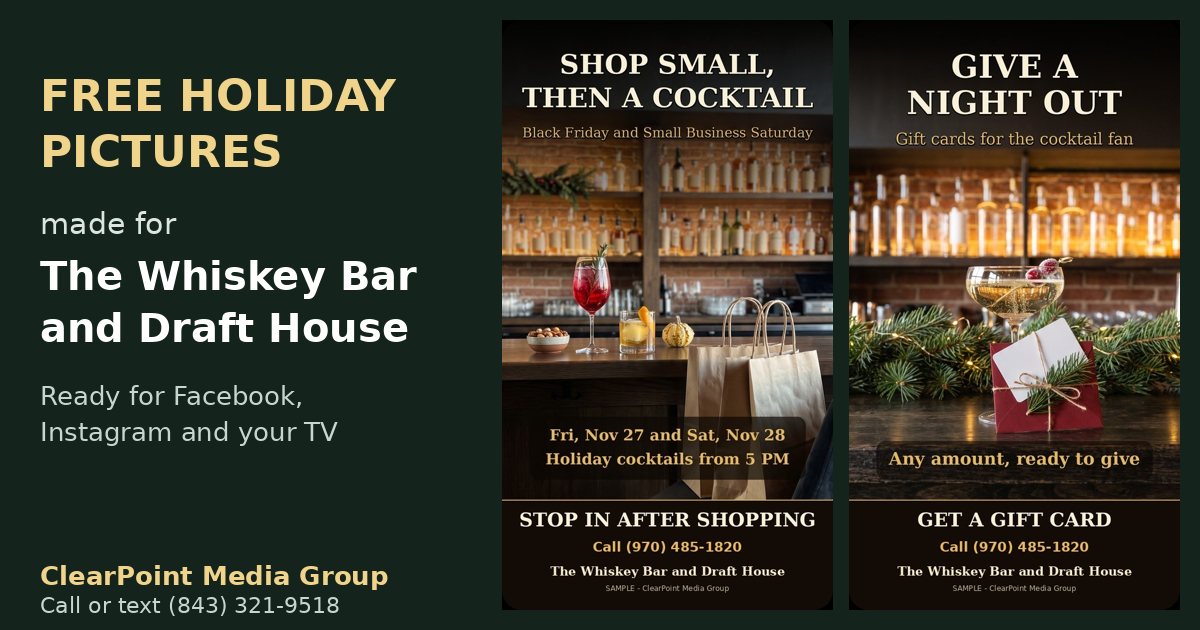 FREE HOLIDAY
PICTURES
made for
The Whiskey Bar
and Draft House
Ready for Facebook,
Instagram and your TV
ClearPoint Media Group
Call or text (843) 321-9518
SHOP SMALL,
THEN A COCKTAIL
Black Friday and Small Business Saturday
Fri, Nov 27 and Sat, Nov 28
Holiday cocktails from 5 PM
STOP IN AFTER SHOPPING
Call (970) 485-1820
The Whiskey Bar and Draft House
SAMPLE - ClearPoint Media Group
GIVE A
NIGHT OUT
Gift cards for the cocktail fan
Any amount, ready to give
GET A GIFT CARD
Call (970) 485-1820
The Whiskey Bar and Draft House
SAMPLE - ClearPoint Media Group